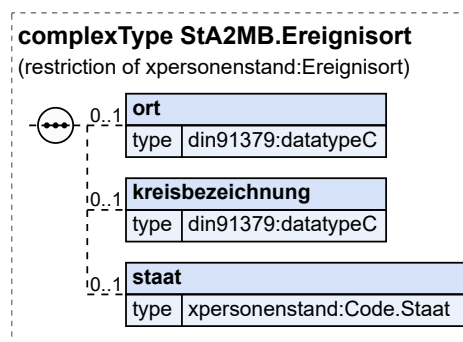 complexType StA2MB.Ereignisort
(restriction of xpersonenstand:Ereignisort)
0..1 ort
type din91379:datatypeC
0..1 kreisbezeichnung
type din91379:datatypeC
0..1 staat
type xpersonenstand:Code.Staat